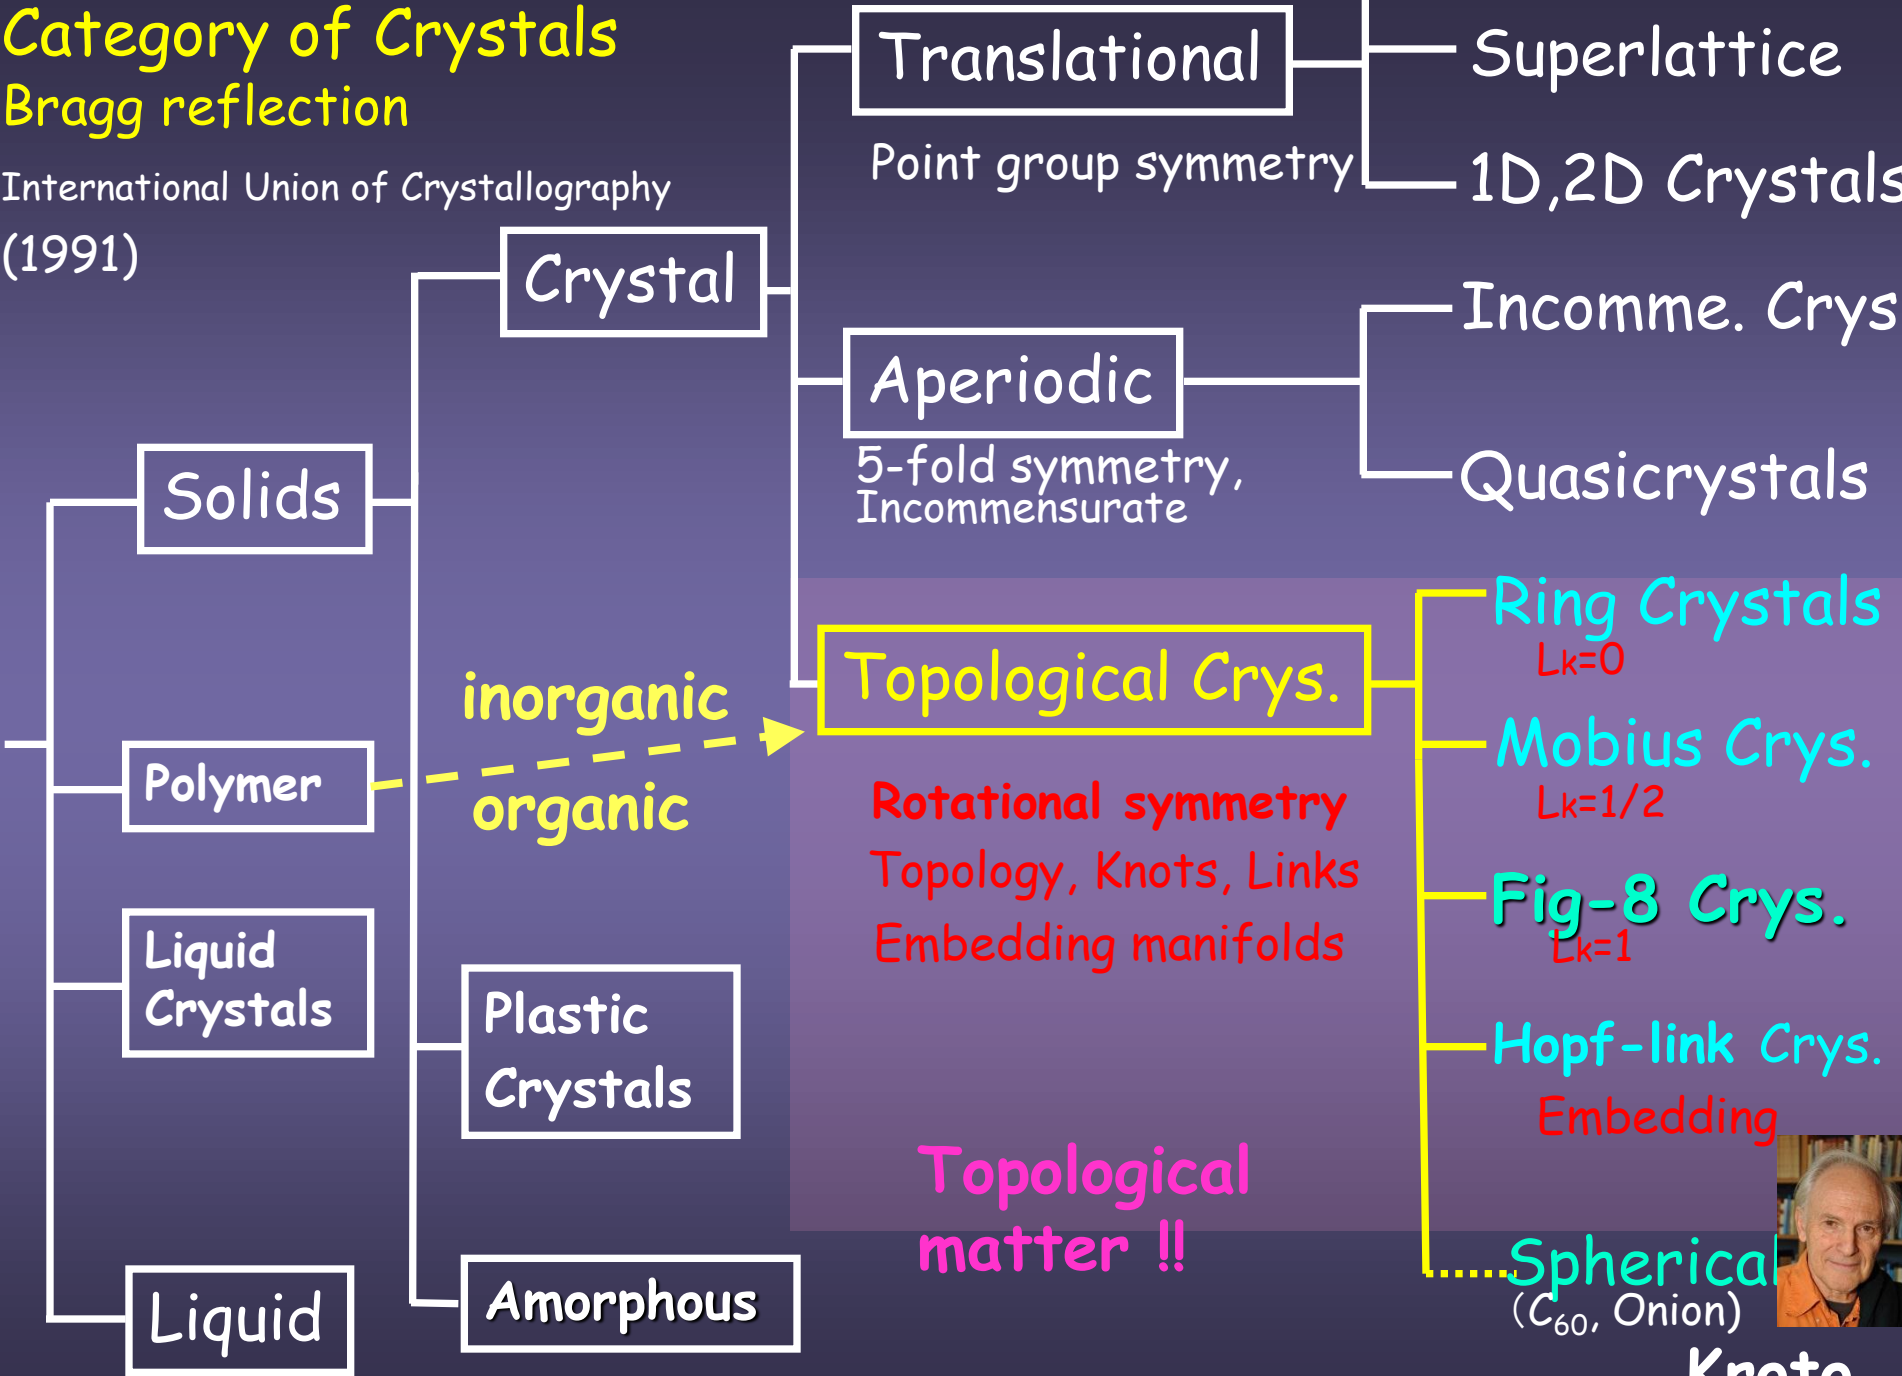 Category of Crystals
Bragg reflection
International Union of Crystallography
(1991)
Translational
Point group symmetry
Superlattice
1D,2D Crystals
Crystal
Aperiodic
5-fold symmetry,
Incommensurate
Incomme. Crys
Quasicrystals
Solids
Topological Crys.
Ring Crystals
Lk=0
Mobius Crys.
Lk=1/2
Fig-8 Crys.
Lk=1
Hopf-link Crys.
Embedding
Spherical
(C₆₀, Onion)
inorganic
organic
Polymer
Rotational symmetry
Topology, Knots, Links
Embedding manifolds
Liquid
Crystals
Plastic
Crystals
Topological
matter !!
Liquid
Amorphous
Kroto